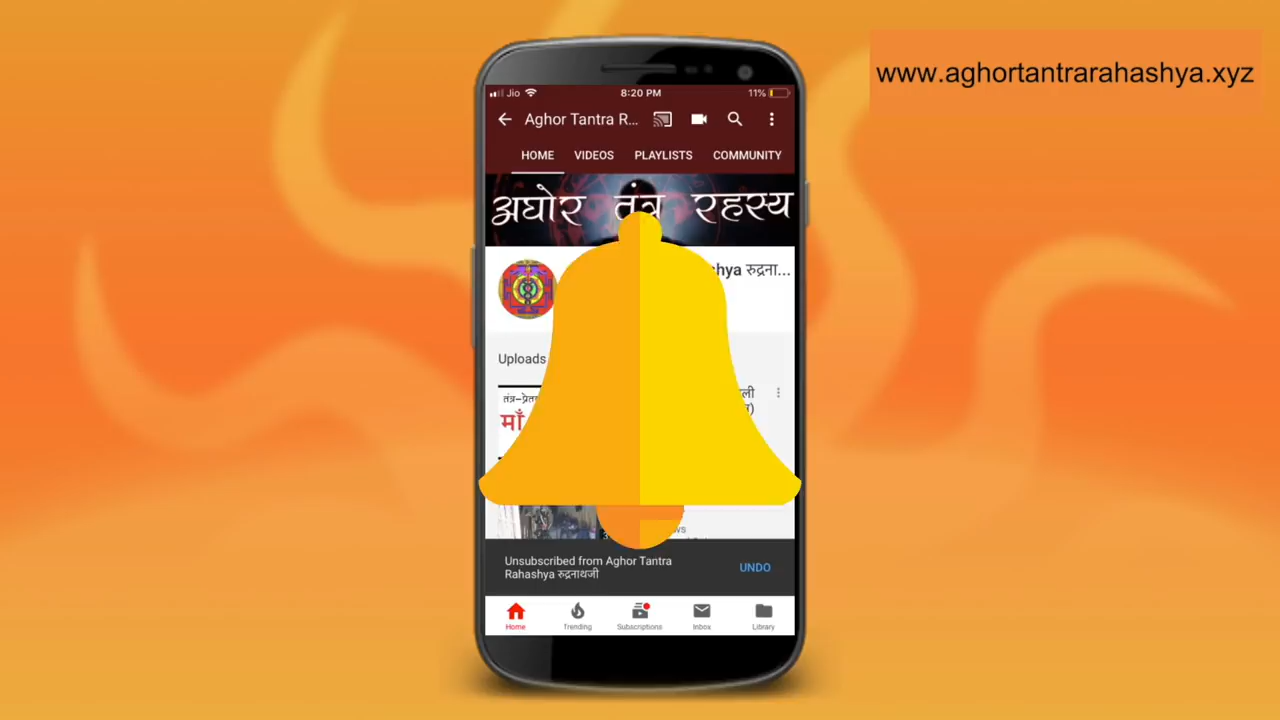 www.aghortantrarahashya.xyz
Jio 8:20 PM 11%
Aghor Tantra R...
HOME VIDEOS PLAYLISTS COMMUNITY
अघोर तंत्र रहस्य
रुद्रना...
Uploads
माँ
Unsubscribed from Aghor Tantra
Rahashya रुद्रनाथजी
UNDO
Home Trending Subscriptions Inbox Library